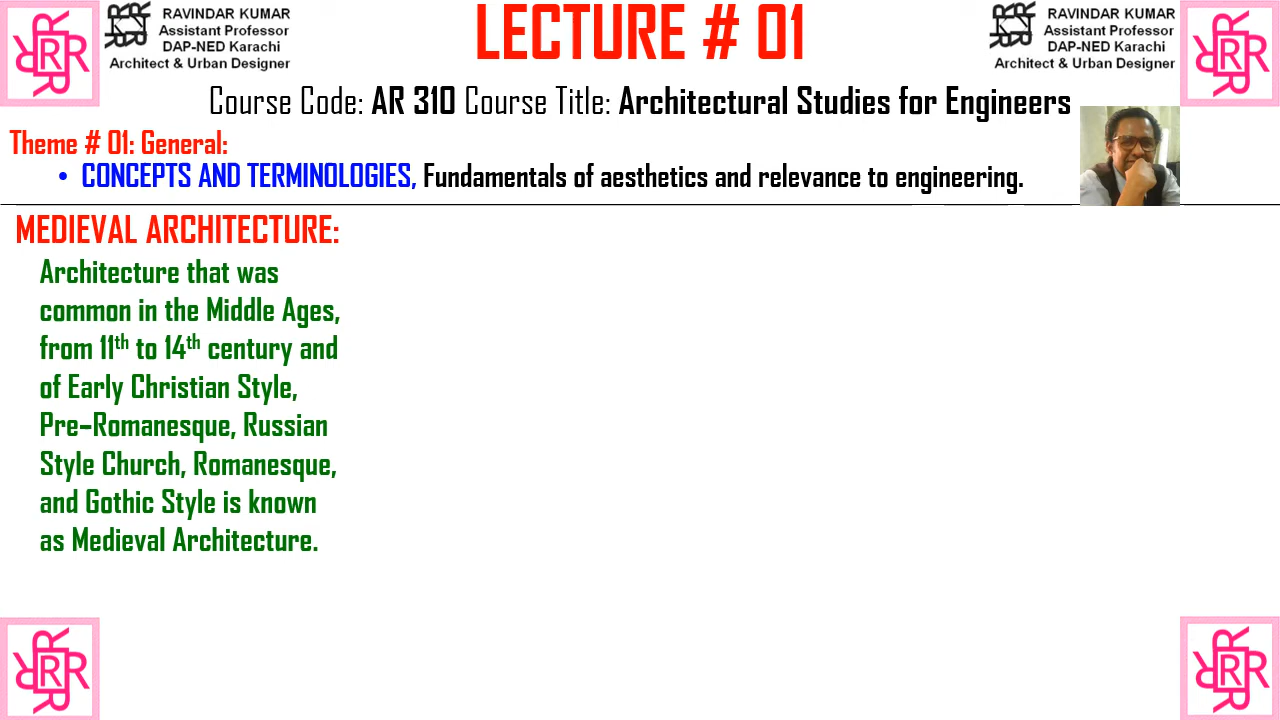 RAVINDAR KUMAR
Assistant Professor
DAP-NED Karachi
Architect & Urban Designer
LECTURE # 01
RAVINDAR KUMAR
Assistant Professor
DAP-NED Karachi
Architect & Urban Designer
Course Code: AR 310 Course Title: Architectural Studies for Engineers
Theme # 01: General:
• CONCEPTS AND TERMINOLOGIES, Fundamentals of aesthetics and relevance to engineering.
MEDIEVAL ARCHITECTURE:
Architecture that was
common in the Middle Ages,
from 11th to 14th century and
of Early Christian Style,
Pre–Romanesque, Russian
Style Church, Romanesque,
and Gothic Style is known
as Medieval Architecture.